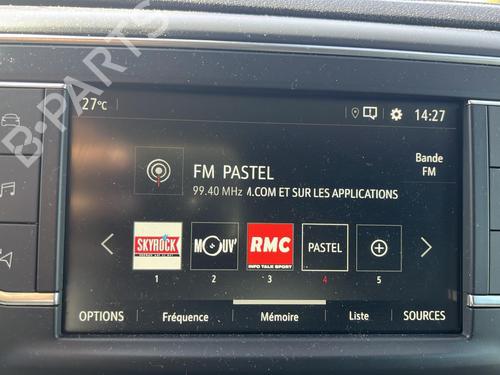 B-PARTS
27°C
14:27
FM PASTEL
99.40 MHz M.COM ET SUR LES APPLICATIONS
Bande
FM
SKYROCK
MOUV'
RMC
INFO TALK SPORT
PASTEL
1
2
3
4
5
OPTIONS
Fréquence
Mémoire
Liste
SOURCES